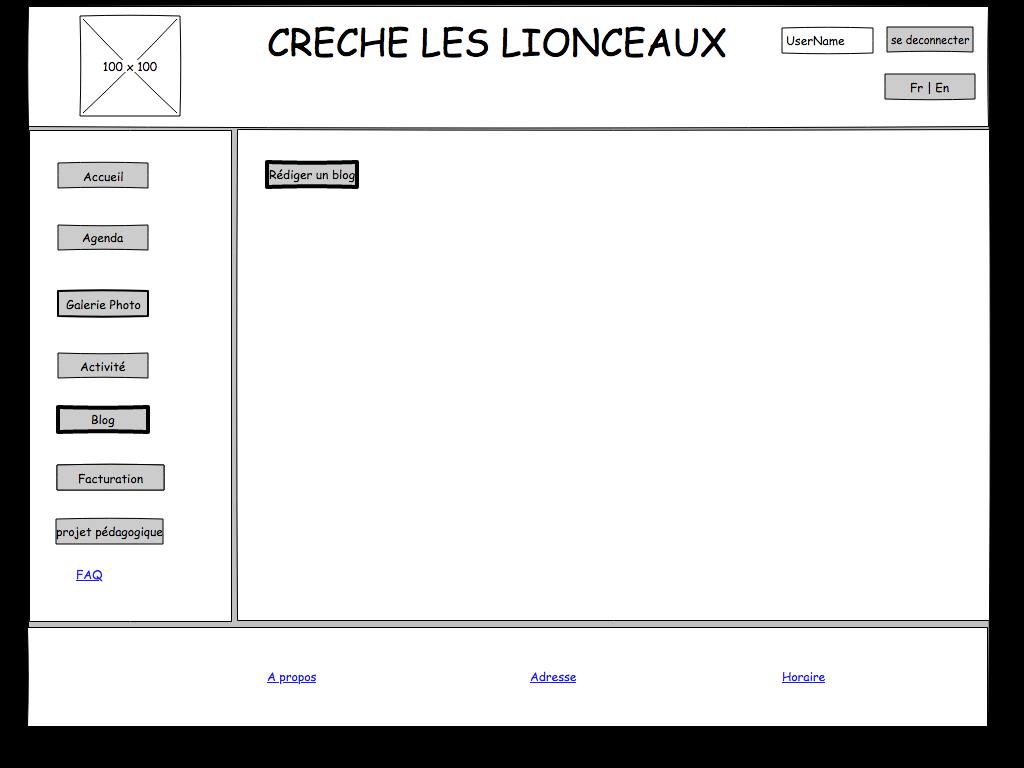 CRECHE LES LIONCEAUX
100 x 100
UserName
se deconnecter
Fr | En
Accueil
Agenda
Galerie Photo
Activité
Blog
Facturation
projet pédagogique
FAQ
Rédiger un blog
A propos
Adresse
Horaire